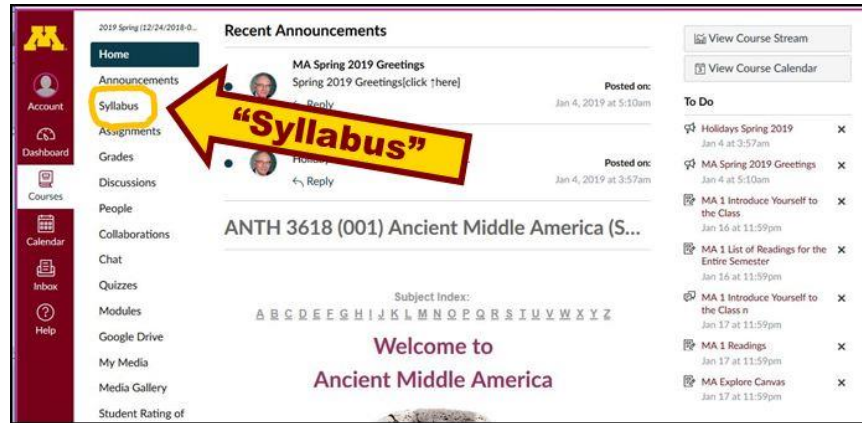 M
Account
Dashboard
Courses
Calendar
Inbox
Help
2019 Spring (12/24/2018-0...
Home
Announcements
Syllabus
Assignments
Grades
Discussions
People
Collaborations
Chat
Quizzes
Modules
Google Drive
My Media
Media Gallery
Student Rating of
Recent Announcements
MA Spring 2019 Greetings
Spring 2019 Greetings[click ↑here]
Reply
Posted on:
Jan 4, 2019 at 5:10am
"Syllabus"
Reply
Posted on:
Jan 4, 2019 at 3:57am
ANTH 3618 (001) Ancient Middle America (S...
Subject Index:
A B C D E F G H I J K L M N O P Q R S T U V W X Y Z
Welcome to
Ancient Middle America
View Course Stream
View Course Calendar
To Do
Holidays Spring 2019
Jan 4 at 3:57am
MA Spring 2019 Greetings
Jan 4 at 5:10am
MA 1 Introduce Yourself to
the Class
Jan 16 at 11:59pm
MA 1 List of Readings for the
Entire Semester
Jan 16 at 11:59pm
MA 1 Introduce Yourself to
the Class n
Jan 17 at 11:59pm
MA 1 Readings
Jan 17 at 11:59pm
MA Explore Canvas
Jan 17 at 11:59pm